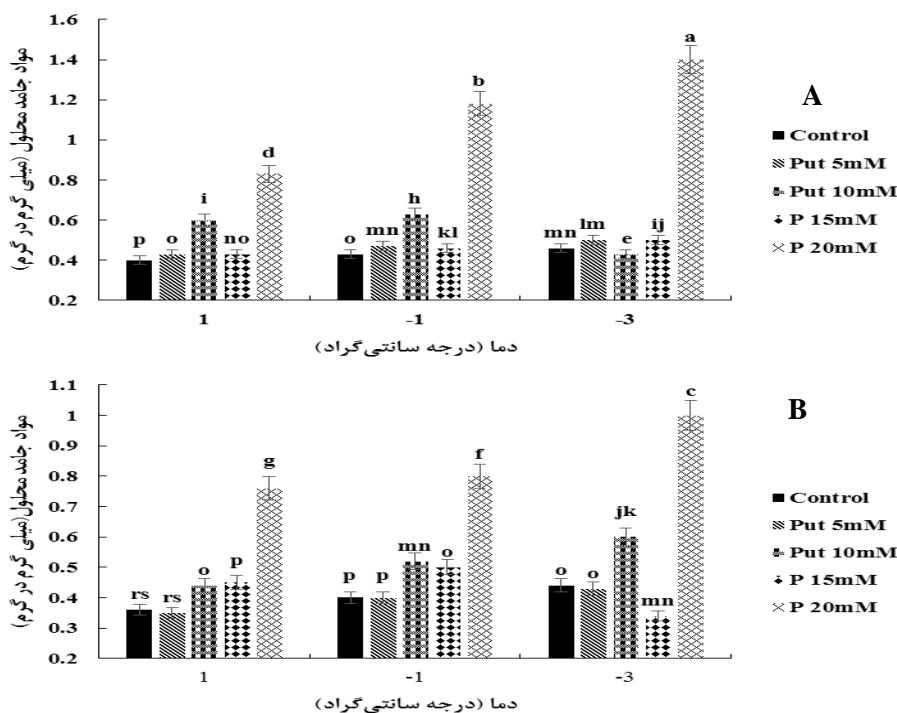 مواد جامد محلول (میلی گرم در گرم)
1.6
1.4
1.2
1
0.8
0.6
0.4
0.2
p o i no d
o mn h kl b
mn lm e ij a
1 -1 -3
دما (درجه سانتی‌گراد)
A
Control
Put 5mM
Put 10mM
P 15mM
P 20mM
مواد جامد محلول(میلی گرم در گرم)
1.1
1
0.9
0.8
0.7
0.6
0.5
0.4
0.3
0.2
rs rs o p g
p p mn o f
o o jk mn c
1 -1 -3
دما (درجه سانتی‌گراد)
B
Control
Put 5mM
Put 10mM
P 15mM
P 20mM